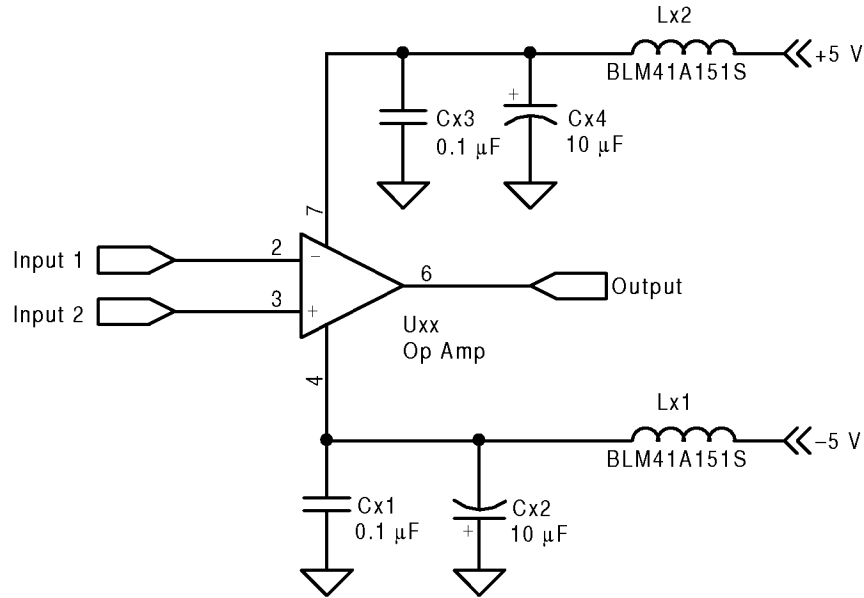 Lx2
+5 V
BLM41A151S
+
Cx3
0.1 μF
Cx4
10 μF
7
Input 1
2
−
6
Output
Input 2
3
+
Uxx
Op Amp
4
Lx1
−5 V
BLM41A151S
Cx1
0.1 μF
Cx2
10 μF
+